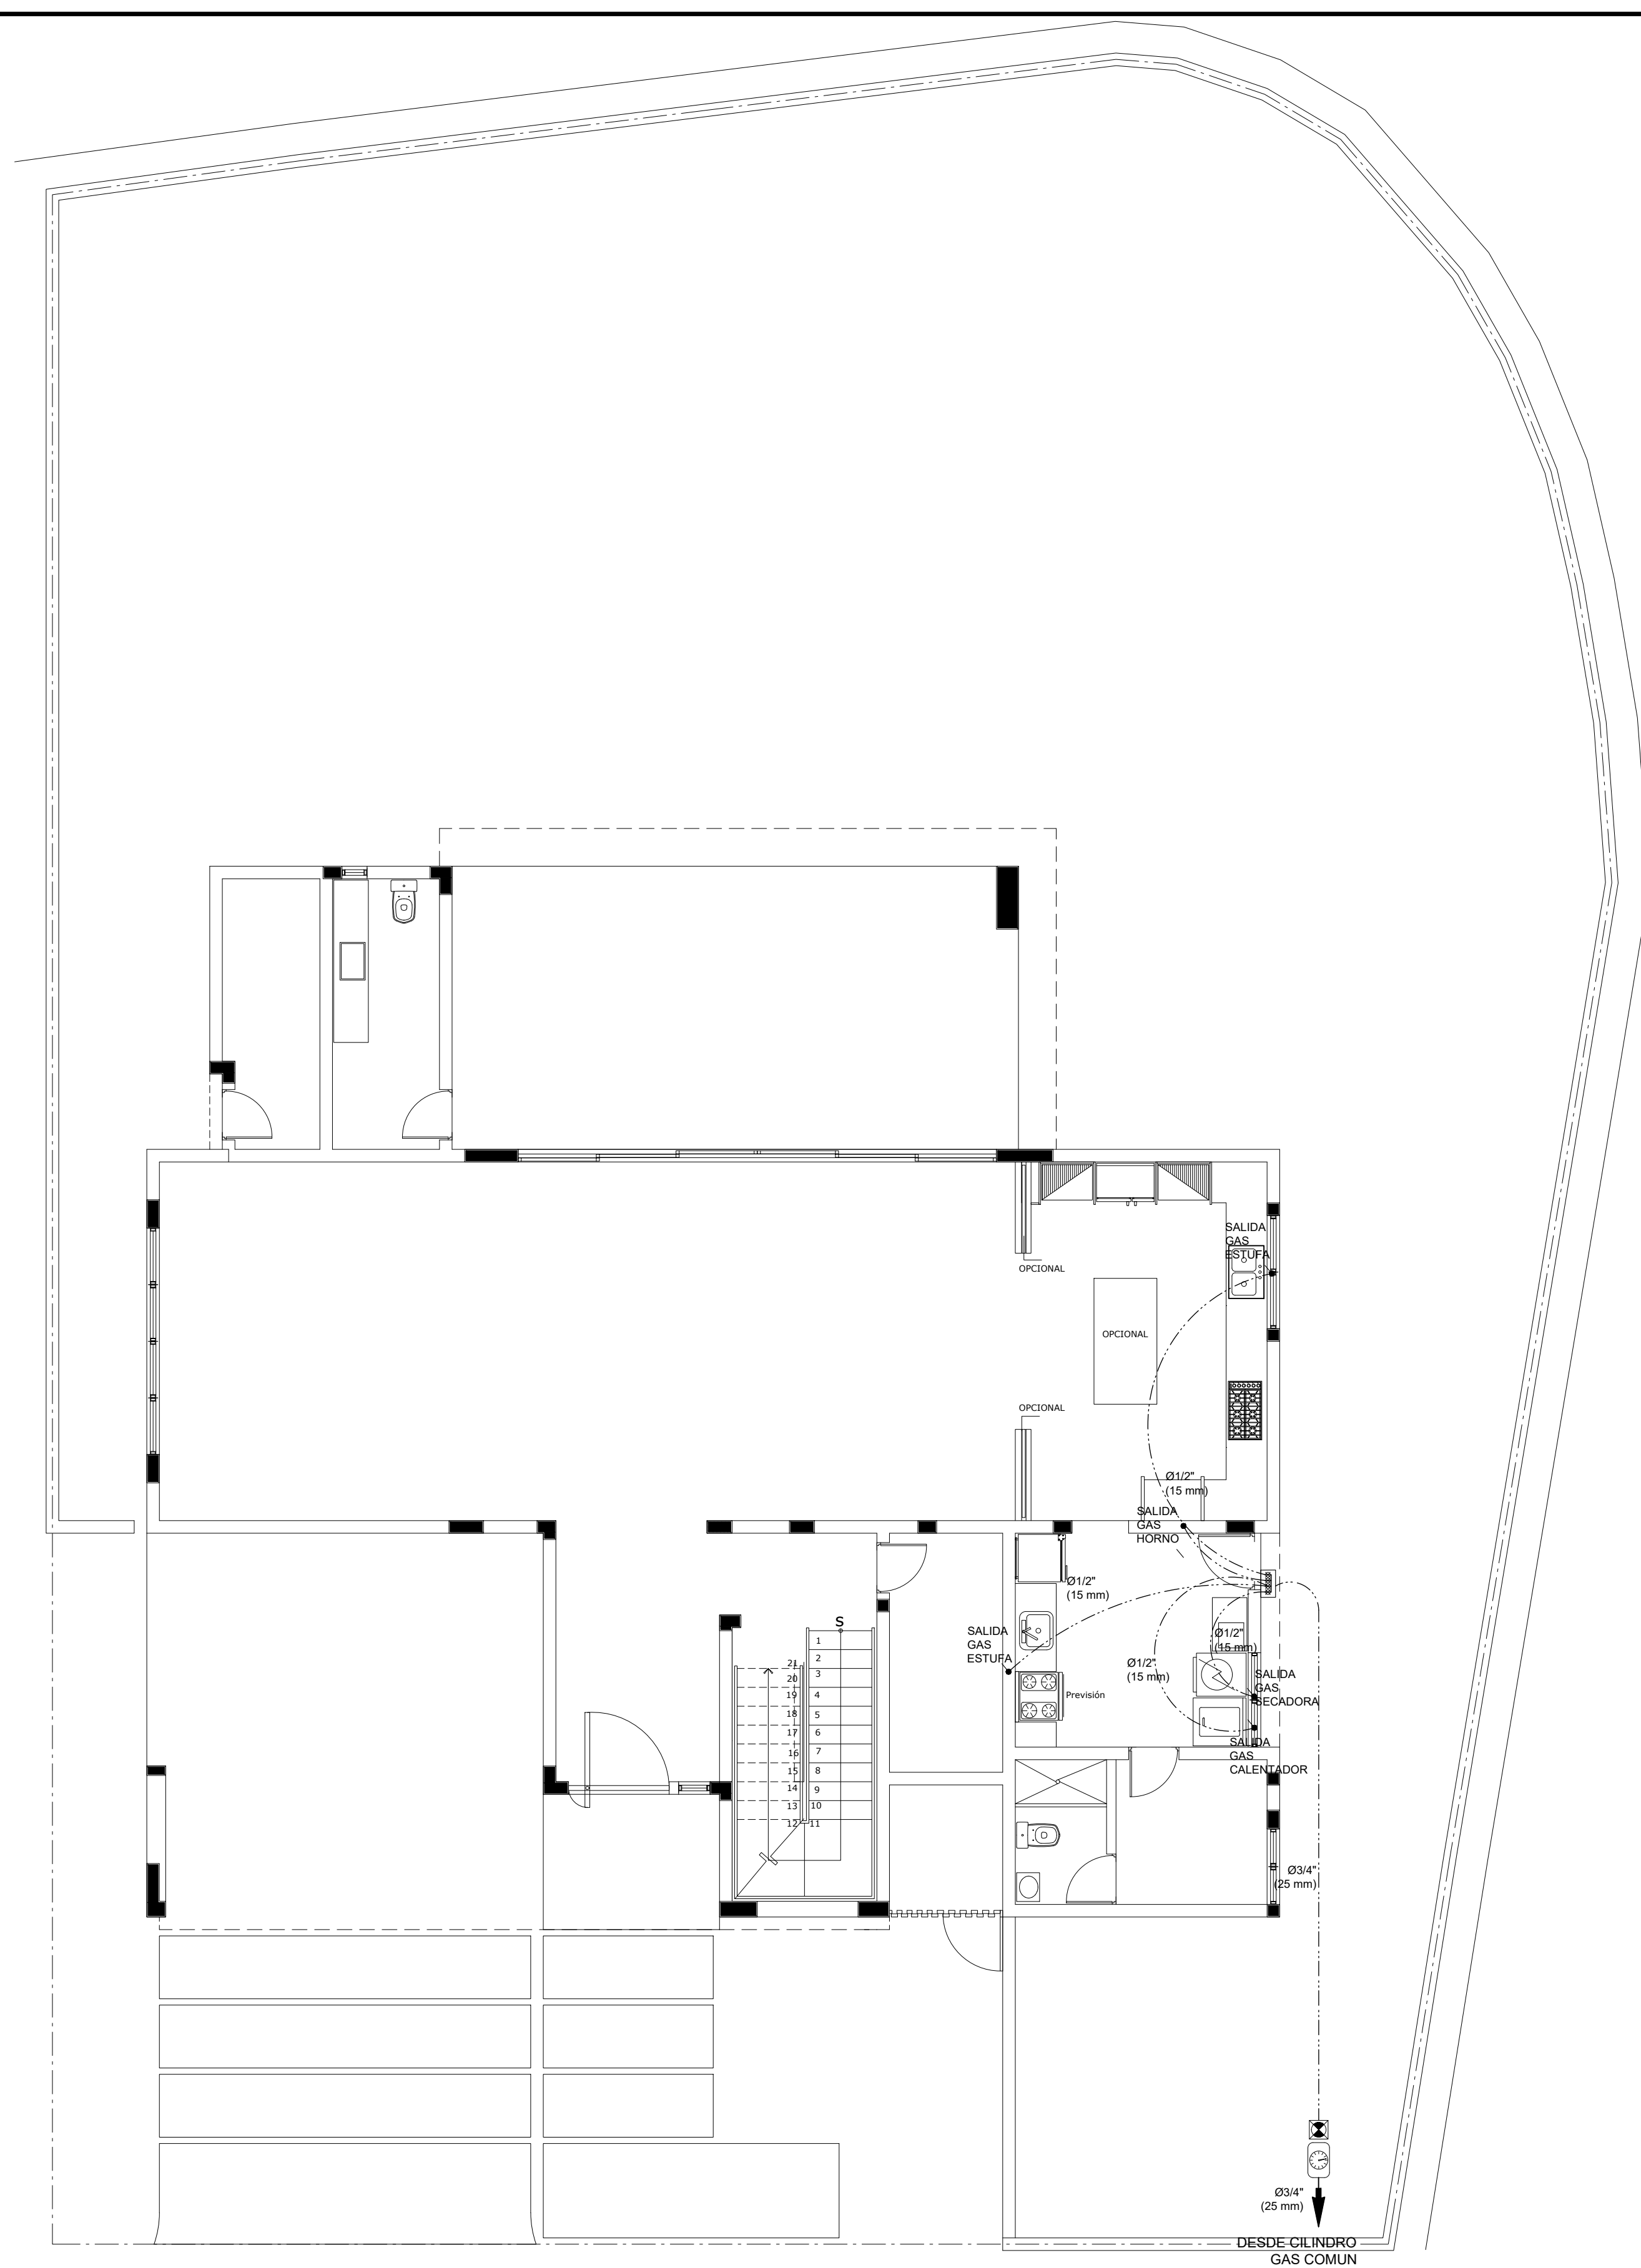 SALIDA
GAS
ESTUFA
OPCIONAL
OPCIONAL
OPCIONAL
Ø1/2"
(15 mm)
SALIDA
GAS
HORNO
Ø1/2"
(15 mm)
SALIDA
GAS
ESTUFA
Ø1/2"
(15 mm)
Ø1/2"
(15 mm)
SALIDA
GAS
SECADORA
Previsión
SALIDA
GAS
CALENTADOR
S
1
2
3
4
5
6
7
8
9
10
11
21
20
19
18
17
16
15
14
13
12
Ø3/4"
(25 mm)
Ø3/4"
(25 mm)
DESDE CILINDRO
GAS COMUN